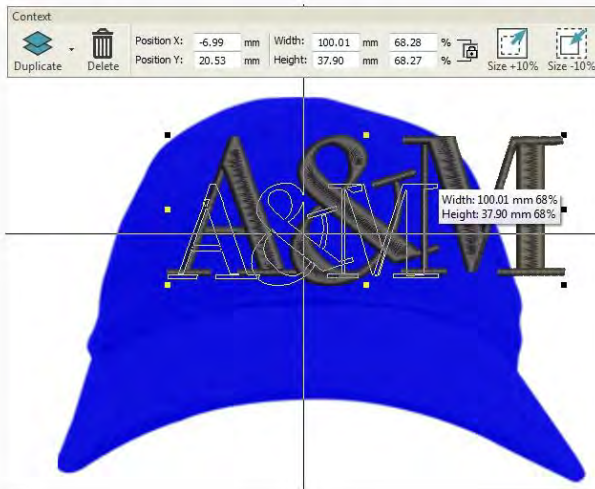 Context
Duplicate
Delete
Position X: -6.99 mm Width: 100.01 mm 68.28 %
Position Y: 20.53 mm Height: 37.90 mm 68.27 %
Size +10% Size -10%
A&M
A&M
Width: 100.01 mm 68%
Height: 37.90 mm 68%